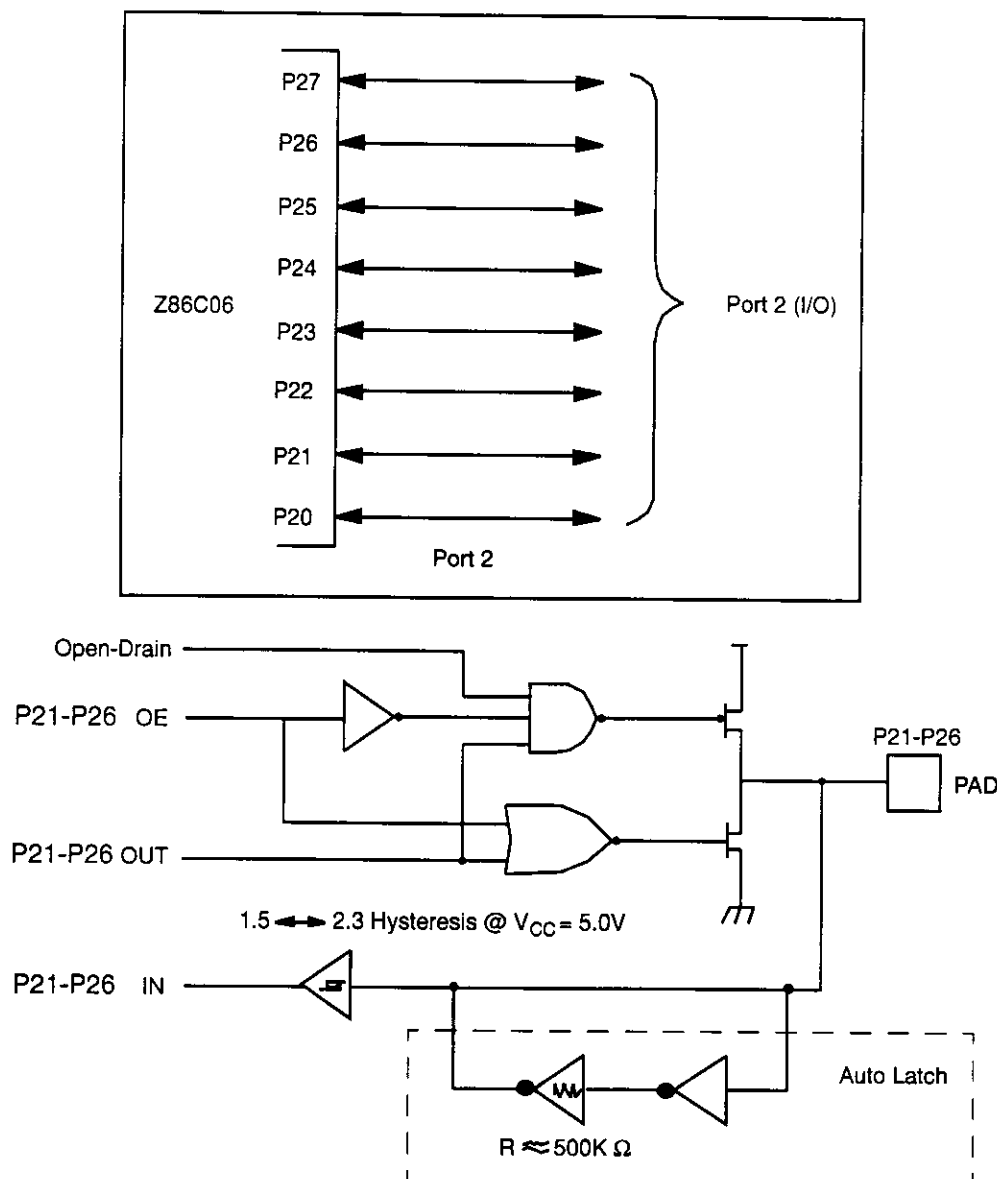 P27
P26
P25
P24
Z86C06
Port 2 (I/O)
P23
P22
P21
P20
Port 2
Open-Drain
P21-P26 OE
P21-P26
PAD
P21-P26 OUT
1.5 ◄─► 2.3 Hysteresis @ VCC = 5.0V
P21-P26 IN
Auto Latch
R ≈ 500K Ω